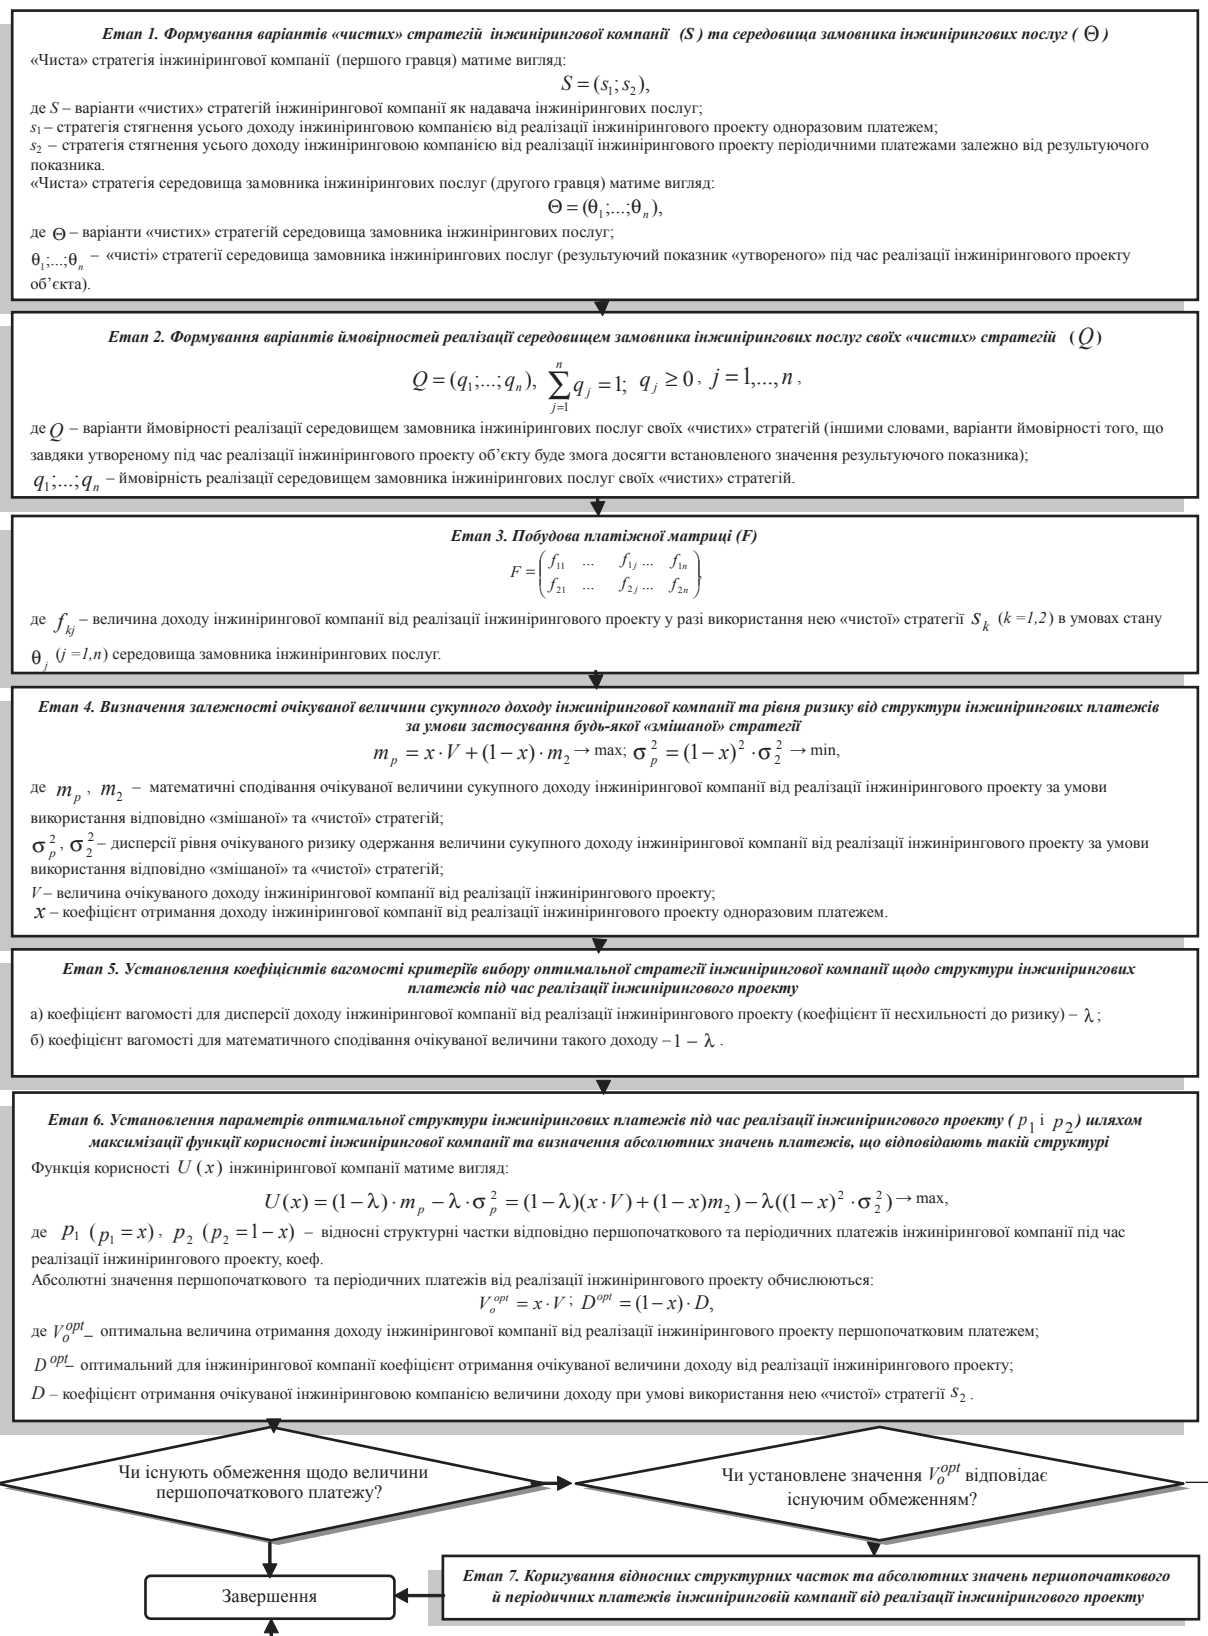 Етап 1. Формування варіантів «чистих» стратегій інжинірингової компанії (S) та середовища замовника інжинірингових послуг ( Θ )
«Чиста» стратегія інжинірингової компанії (першого гравця) матиме вигляд:
S = (s₁; s₂),
де S – варіанти «чистих» стратегій інжинірингової компанії як надавача інжинірингових послуг;
s₁ – стратегія стягнення усього доходу інжиніринговою компанією від реалізації інжинірингового проекту одноразовим платежем;
s₂ – стратегія стягнення усього доходу інжиніринговою компанією від реалізації інжинірингового проекту періодичними платежами залежно від результуючого
показника.
«Чиста» стратегія середовища замовника інжинірингових послуг (другого гравця) матиме вигляд:
Θ = (θ₁;...;θₙ),
де Θ – варіанти «чистих» стратегій середовища замовника інжинірингових послуг;
θ₁;...;θₙ – «чисті» стратегії середовища замовника інжинірингових послуг (результуючий показник «утвореного» під час реалізації інжинірингового проекту
об’єкта).
Етап 2. Формування варіантів ймовірностей реалізації середовищем замовника інжинірингових послуг своїх «чистих» стратегій (Q)
Q = (q₁;...;qₙ), ∑ⱼ₌₁ⁿ qⱼ = 1; qⱼ ≥ 0, j = 1,...,n,
де Q – варіанти ймовірності реалізації середовищем замовника інжинірингових послуг своїх «чистих» стратегій (іншими словами, варіанти ймовірності того, що
завдяки утвореному під час реалізації інжинірингового проекту об’єкту буде змога досягти встановленого значення результуючого показника);
q₁;...;qₙ – ймовірність реалізації середовищем замовника інжинірингових послуг своїх «чистих» стратегій.
Етап 3. Побудова платіжної матриці (F)
f₁₁ ... f₁ⱼ ... f₁ₙ
F =
f₂₁ ... f₂ⱼ ... f₂ₙ
де f_kj – величина доходу інжинірингової компанії від реалізації інжинірингового проекту у разі використання нею «чистої» стратегії S_k (k =1,2) в умовах стану
θⱼ (j =1,n) середовища замовника інжинірингових послуг.
Етап 4. Визначення залежності очікуваної величини сукупного доходу інжинірингової компанії та рівня ризику від структури інжинірингових платежів
за умови застосування будь-якої «змішаної» стратегії
m_p = x · V + (1 − x) · m₂ → max; σ_p² = (1 − x)² · σ₂² → min,
де m_p , m₂ – математичні сподівання очікуваної величини сукупного доходу інжинірингової компанії від реалізації інжинірингового проекту за умови
використання відповідно «змішаної» та «чистої» стратегій;
σ_p², σ₂² – дисперсії рівня очікуваного ризику одержання величини сукупного доходу інжинірингової компанії від реалізації інжинірингового проекту за умови
використання відповідно «змішаної» та «чистої» стратегій;
V – величина очікуваного доходу інжинірингової компанії від реалізації інжинірингового проекту;
x – коефіцієнт отримання доходу інжинірингової компанії від реалізації інжинірингового проекту одноразовим платежем.
Етап 5. Установлення коефіцієнтів вагомості критеріїв вибору оптимальної стратегії інжинірингової компанії щодо структури інжинірингових
платежів під час реалізації інжинірингового проекту
а) коефіцієнт вагомості для дисперсії доходу інжинірингової компанії від реалізації інжинірингового проекту (коефіцієнт її несхильності до ризику) – λ ;
б) коефіцієнт вагомості для математичного сподівання очікуваної величини такого доходу – 1 − λ .
Етап 6. Установлення параметрів оптимальної структури інжинірингових платежів під час реалізації інжинірингового проекту ( p₁ і p₂) шляхом
максимізації функції корисності інжинірингової компанії та визначення абсолютних значень платежів, що відповідають такій структурі
Функція корисності U(x) інжинірингової компанії матиме вигляд:
U(x) = (1 − λ) · m_p − λ · σ_p² = (1 − λ)(x · V) + (1 − x)m₂) − λ((1 − x)² · σ₂²) → max,
де p₁ (p₁ = x), p₂ (p₂ = 1 − x) – відносні структурні частки відповідно першопочаткового та періодичних платежів інжинірингової компанії під час
реалізації інжинірингового проекту, коеф.
Абсолютні значення першопочаткового та періодичних платежів від реалізації інжинірингового проекту обчислюються:
V_o^opt = x · V ; D^opt = (1 − x) · D,
де V_o^opt – оптимальна величина отримання доходу інжинірингової компанії від реалізації інжинірингового проекту першопочатковим платежем;
D^opt – оптимальний для інжинірингової компанії коефіцієнт отримання очікуваної величини доходу від реалізації інжинірингового проекту;
D – коефіцієнт отримання очікуваної інжиніринговою компанією величини доходу при умові використання нею «чистої» стратегії s₂ .
Чи існують обмеження щодо величини
першопочаткового платежу?
Чи установлене значення V_o^opt відповідає
існуючим обмеженням?
Етап 7. Коригування відносних структурних часток та абсолютних значень першопочаткового
й періодичних платежів інжиніринговій компанії від реалізації інжинірингового проекту
Завершення